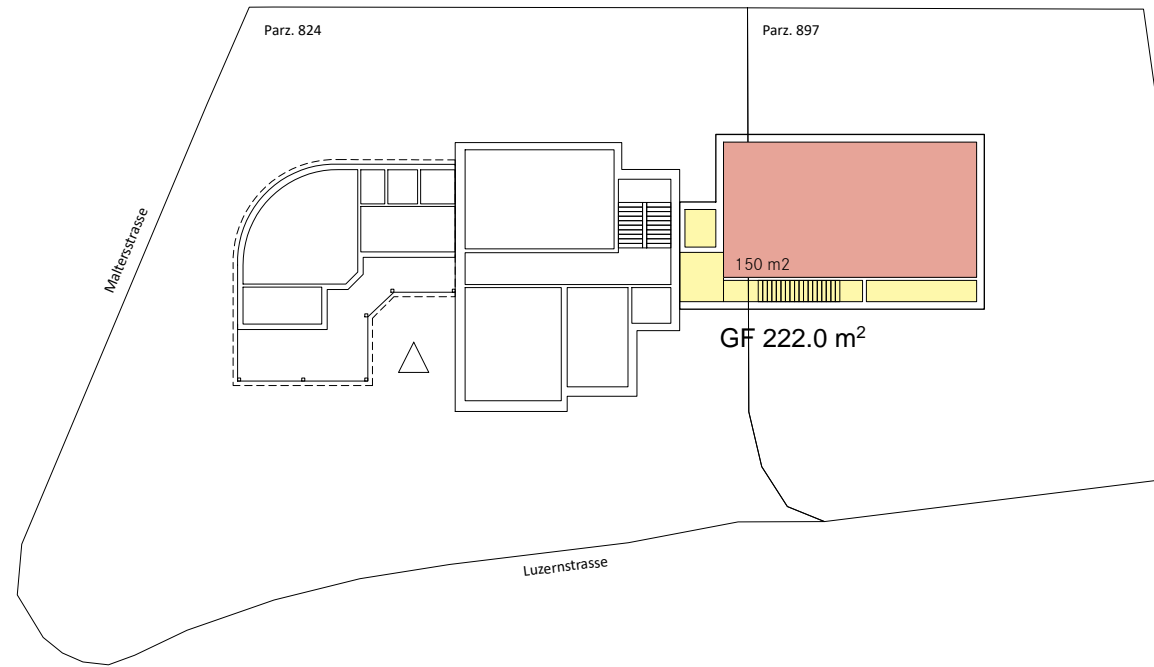 Parz. 824
Parz. 897
Maltersstrasse
150 m2
GF 222.0 m²
Luzernstrasse